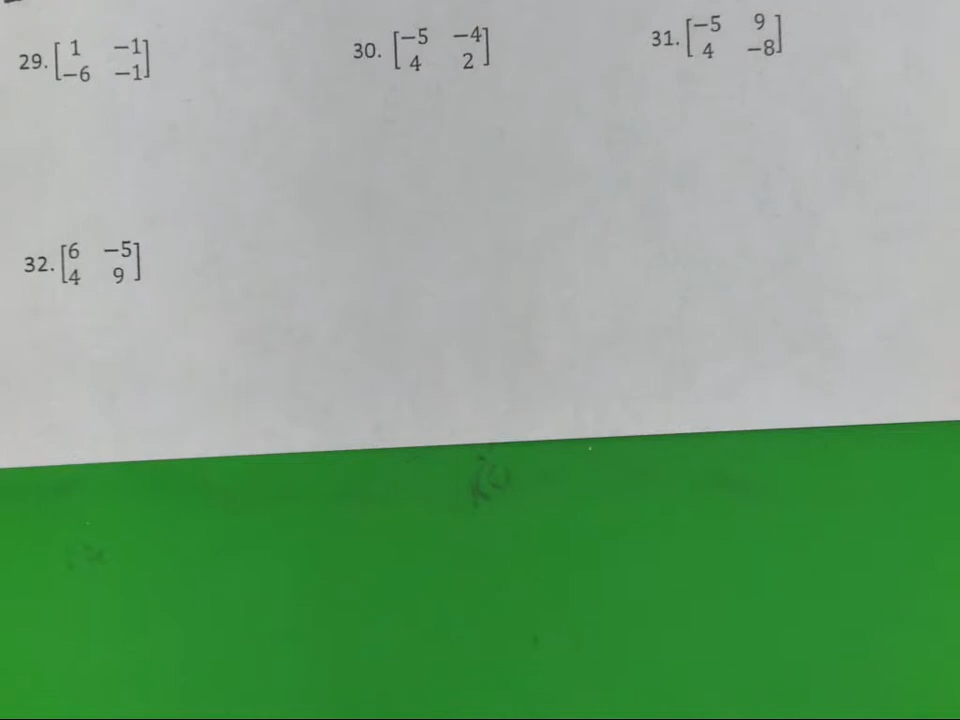 29. [1 −1
−6 −1]
30. [−5 −4
4 2]
31. [−5 9
4 −8]
32. [6 −5
4 9]